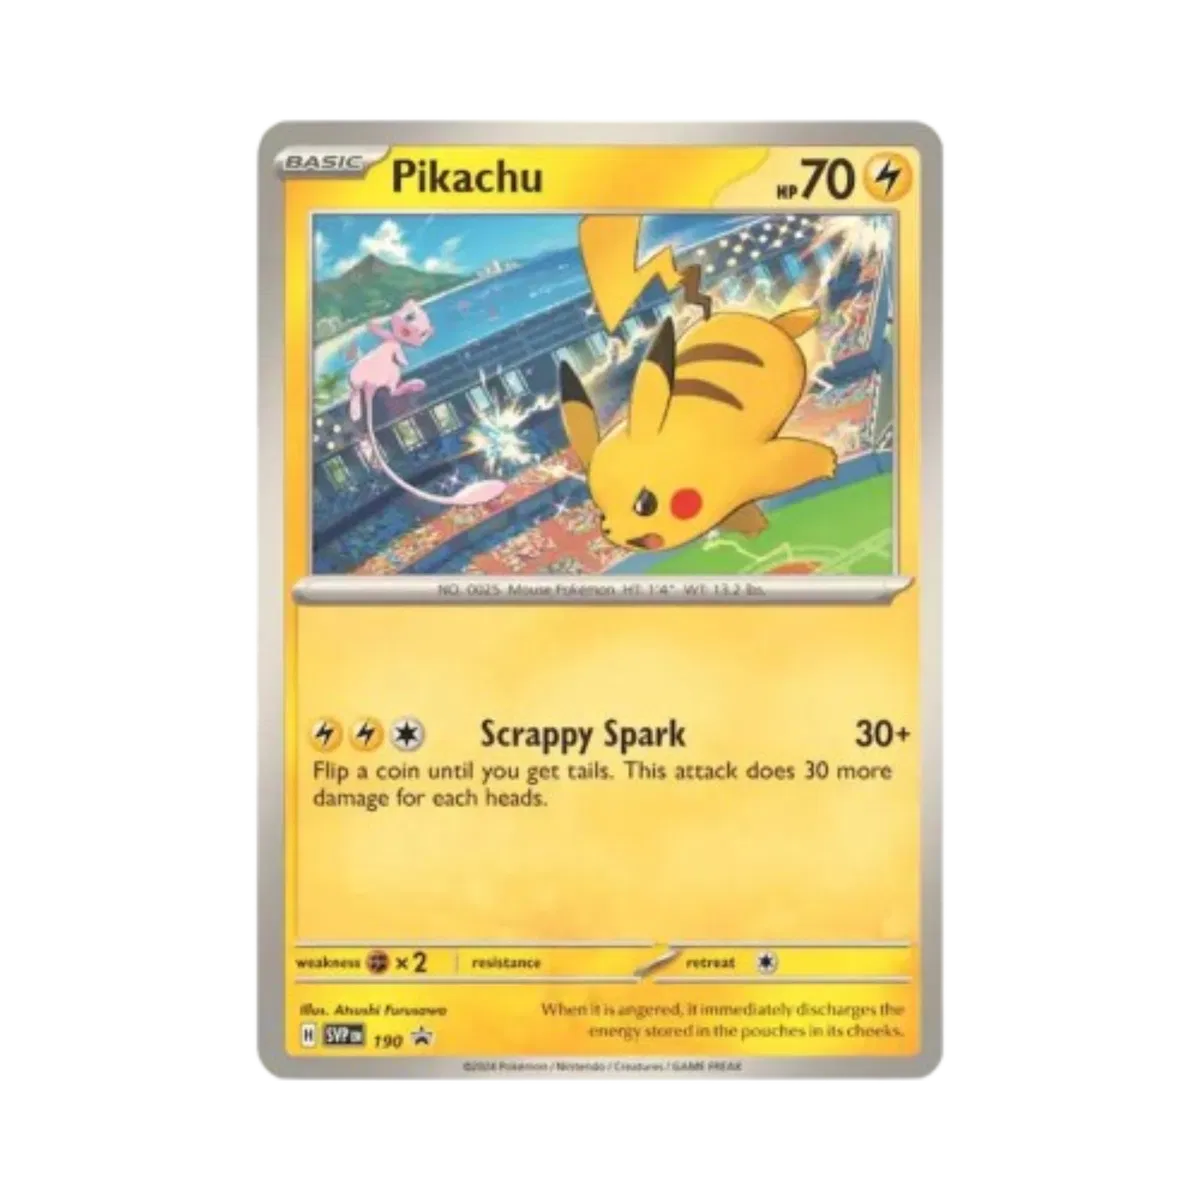 BASIC Pikachu HP 70
NO. 0025 Mouse Pokémon HT: 1'4" WT: 13.2 lbs.
Scrappy Spark 30+
Flip a coin until you get tails. This attack does 30 more
damage for each heads.
weakness ×2 resistance retreat
Illus. Atsushi Furusawa
When it is angered, it immediately discharges the
energy stored in the pouches in its cheeks.
H SVP EN 190
©2024 Pokémon / Nintendo / Creatures / GAME FREAK